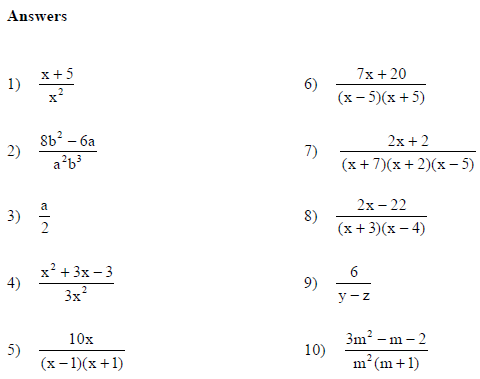 Answers
1) (x + 5)/x²
2) (8b² – 6a)/(a²b³)
3) a/2
4) (x² + 3x – 3)/(3x²)
5) 10x/((x – 1)(x + 1))
6) (7x + 20)/((x – 5)(x + 5))
7) (2x + 2)/((x + 7)(x + 2)(x – 5))
8) (2x – 22)/((x + 3)(x – 4))
9) 6/(y – z)
10) (3m² – m – 2)/(m²(m + 1))